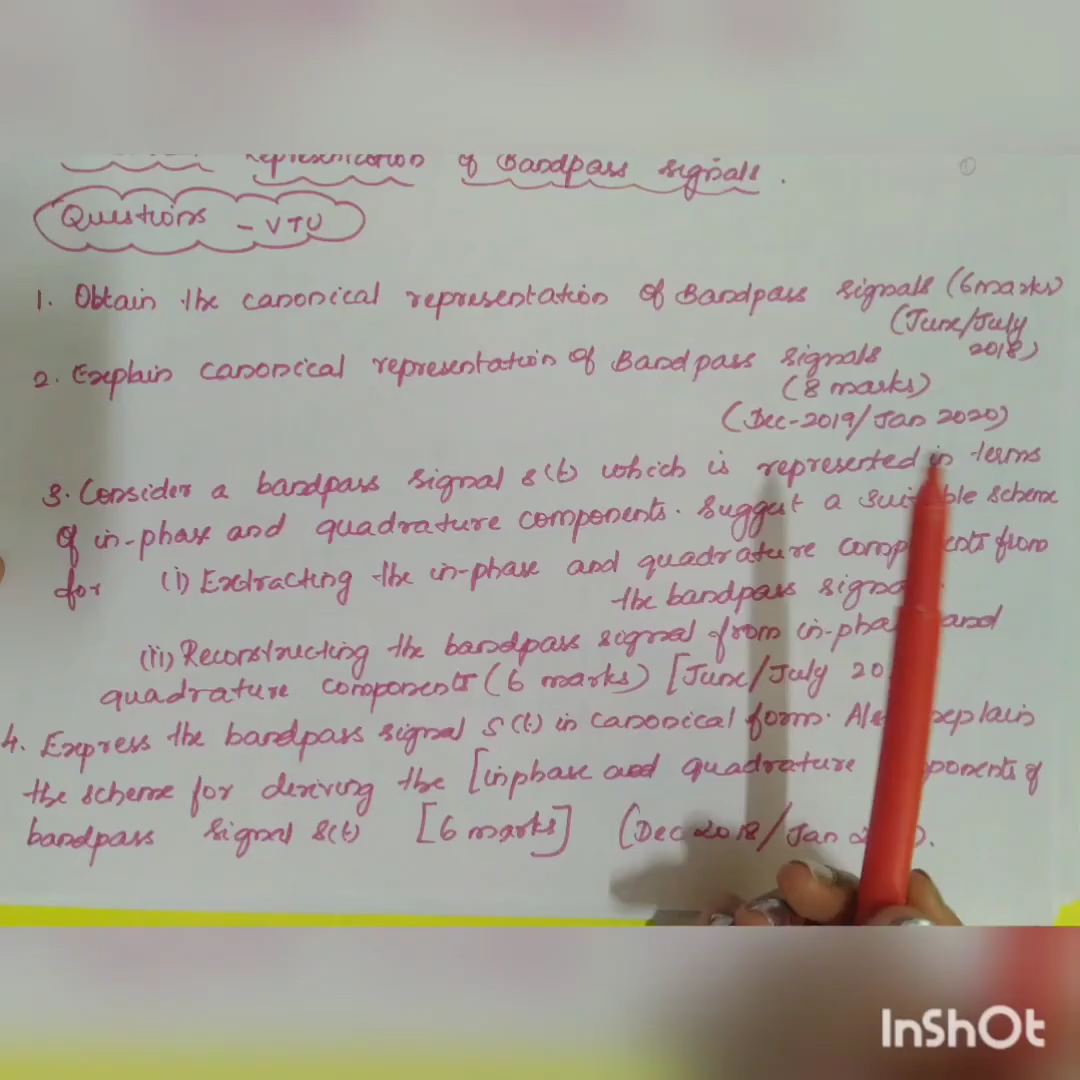 representation of Bandpass signals.
Questions - VTU
1. Obtain the canonical representation of Bandpass signals (6 marks)
(June/July 2018)
2. Explain canonical representation of Bandpass signals
(8 marks)
(Dec-2019/Jan 2020)
3. Consider a bandpass signal s(t) which is represented in terms
of in-phase and quadrature components. Suggest a suitable scheme
for (i) Extracting the in-phase and quadrature components from
the bandpass signal.
(ii) Reconstructing the bandpass signal from in-phase and
quadrature components (6 marks) [June/July 20
4. Express the bandpass signal s(t) in canonical form. Also explain
the scheme for deriving the [inphase and quadrature components of
bandpass signal s(t) [6 marks] (Dec 2018/Jan
InShOt